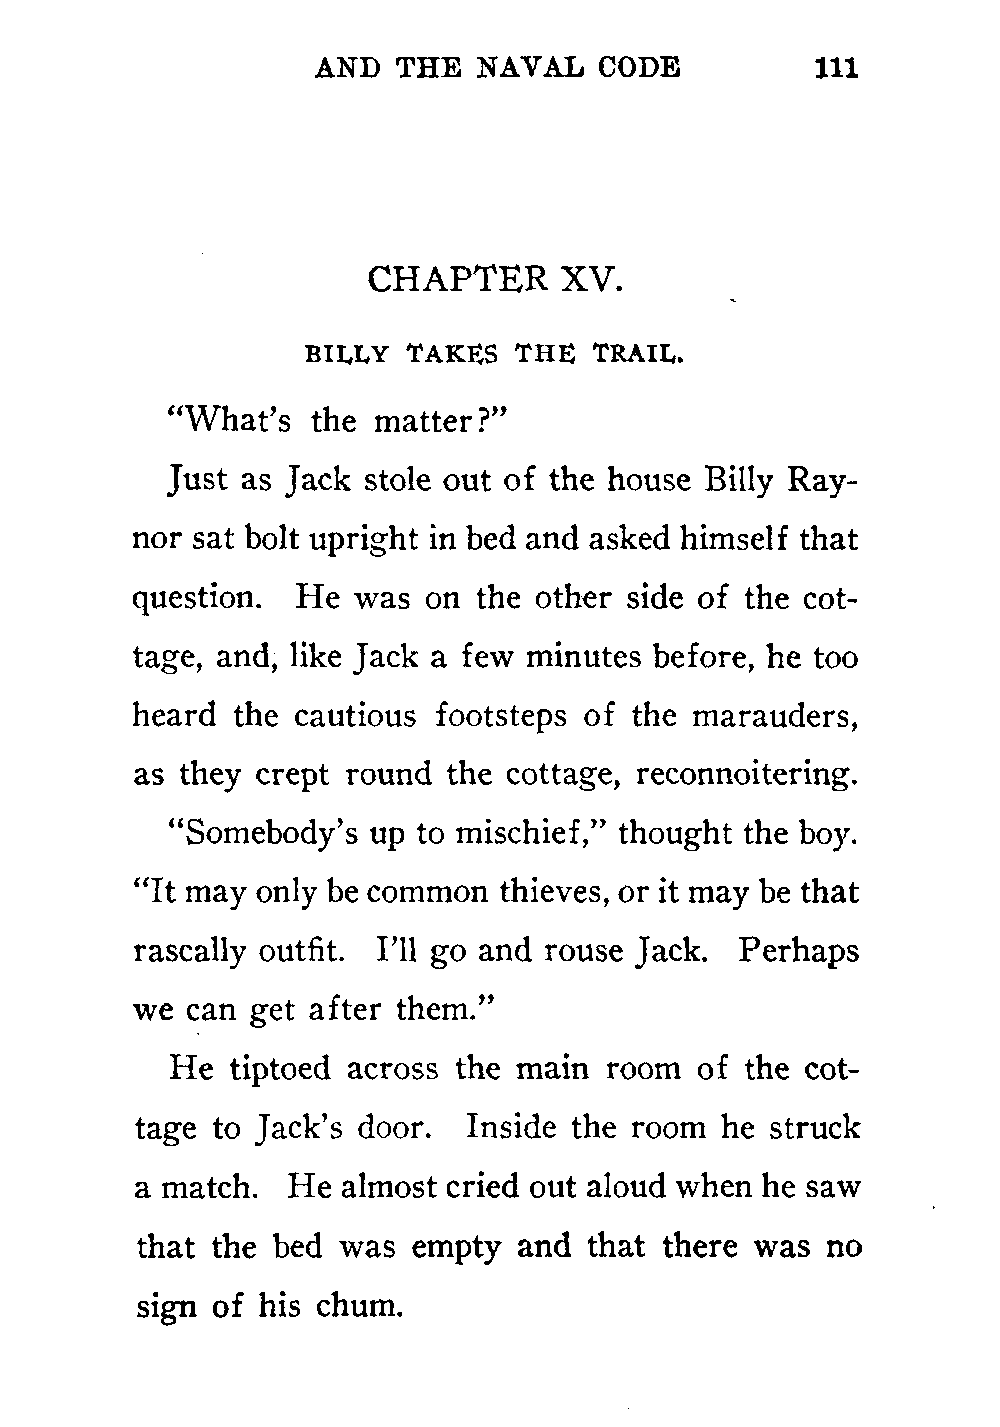 AND THE NAVAL CODE 111
CHAPTER XV.
BILLY TAKES THE TRAIL.
"What's the matter?"
Just as Jack stole out of the house Billy Ray-
nor sat bolt upright in bed and asked himself that
question. He was on the other side of the cot-
tage, and, like Jack a few minutes before, he too
heard the cautious footsteps of the marauders,
as they crept round the cottage, reconnoitering.
"Somebody's up to mischief," thought the boy.
"It may only be common thieves, or it may be that
rascally outfit. I'll go and rouse Jack. Perhaps
we can get after them."
He tiptoed across the main room of the cot-
tage to Jack's door. Inside the room he struck
a match. He almost cried out aloud when he saw
that the bed was empty and that there was no
sign of his chum.